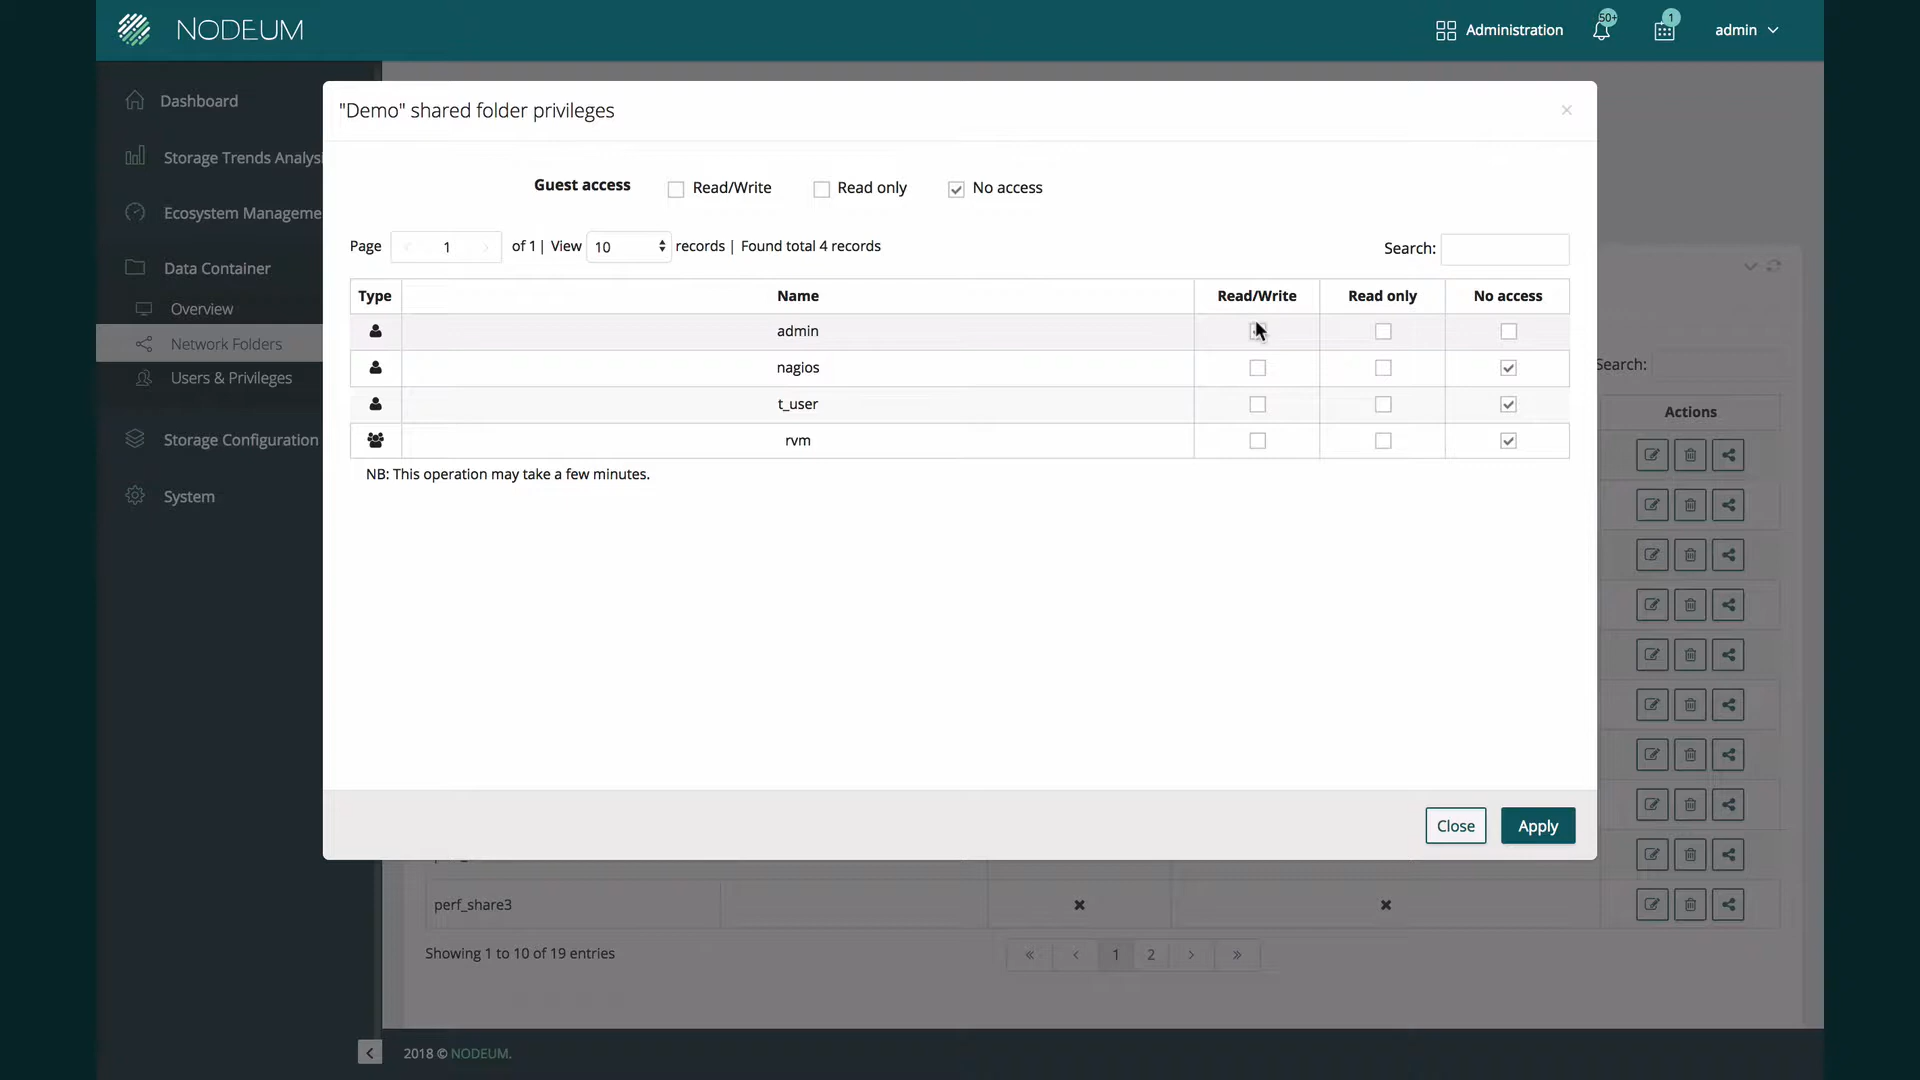 NODEUM
Administration
50+
1
admin
Dashboard
Storage Trends Analysi
Ecosystem Manageme
Data Container
Overview
Network Folders
Users & Privileges
Storage Configuration
System
"Demo" shared folder privileges
×
Guest access
Read/Write
Read only
No access
Page 1 of 1 | View 10 records | Found total 4 records
Search:
Type Name Read/Write Read only No access
admin
nagios
t_user
rvm
NB: This operation may take a few minutes.
Close
Apply
Search:
Actions
perf_share3
Showing 1 to 10 of 19 entries
« ‹ 1 2 › »
2018 © NODEUM.